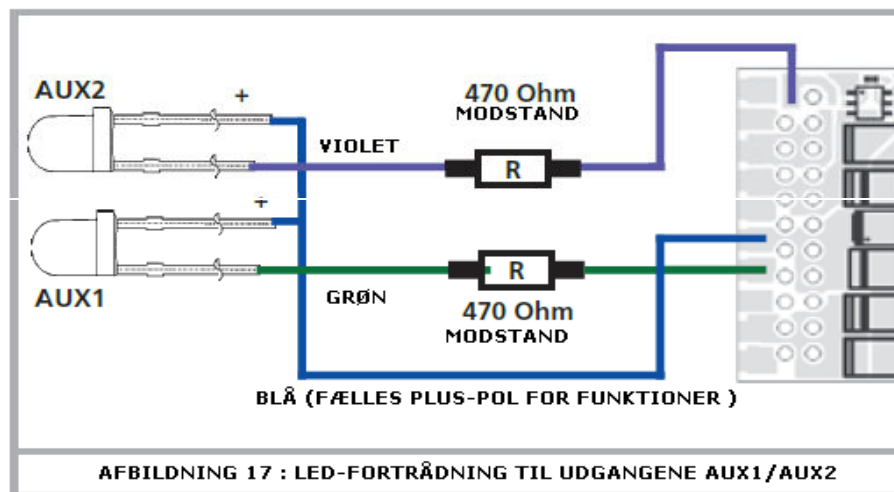 AUX2
+
470 Ohm
MODSTAND
VIOLET
R
+
AUX1
GRØN
R
470 Ohm
MODSTAND
BLÅ (FÆLLES PLUS-POL FOR FUNKTIONER )
AFBILDNING 17 : LED-FORTRÅDNING TIL UDGANGENE AUX1/AUX2